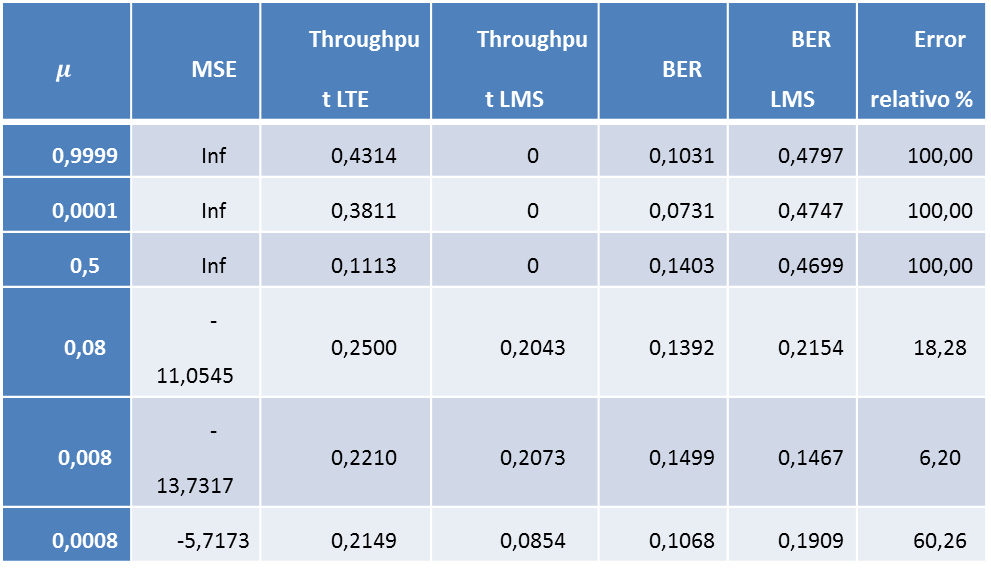 μ MSE Throughpu
t LTE Throughpu
t LMS BER BER
LMS Error
relativo %
0,9999 Inf 0,4314 0 0,1031 0,4797 100,00
0,0001 Inf 0,3811 0 0,0731 0,4747 100,00
0,5 Inf 0,1113 0 0,1403 0,4699 100,00
0,08 -
11,0545 0,2500 0,2043 0,1392 0,2154 18,28
0,008 -
13,7317 0,2210 0,2073 0,1499 0,1467 6,20
0,0008 -5,7173 0,2149 0,0854 0,1068 0,1909 60,26